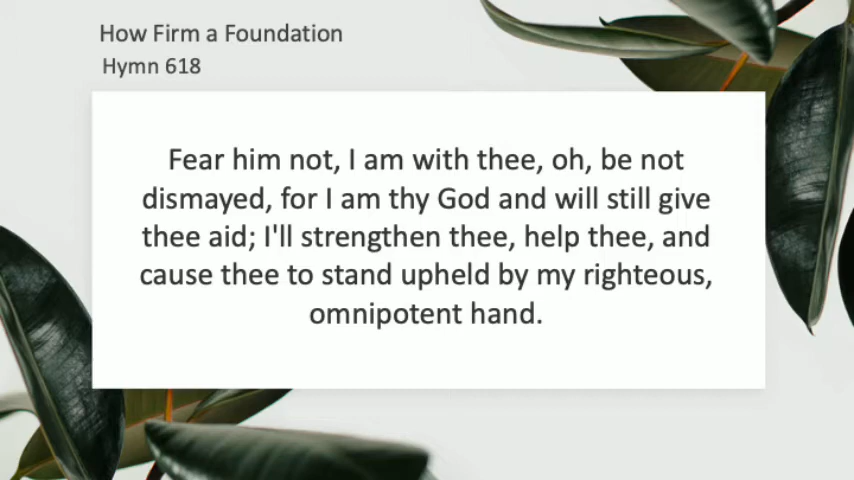 How Firm a Foundation
Hymn 618
Fear him not, I am with thee, oh, be not
dismayed, for I am thy God and will still give
thee aid; I'll strengthen thee, help thee, and
cause thee to stand upheld by my righteous,
omnipotent hand.